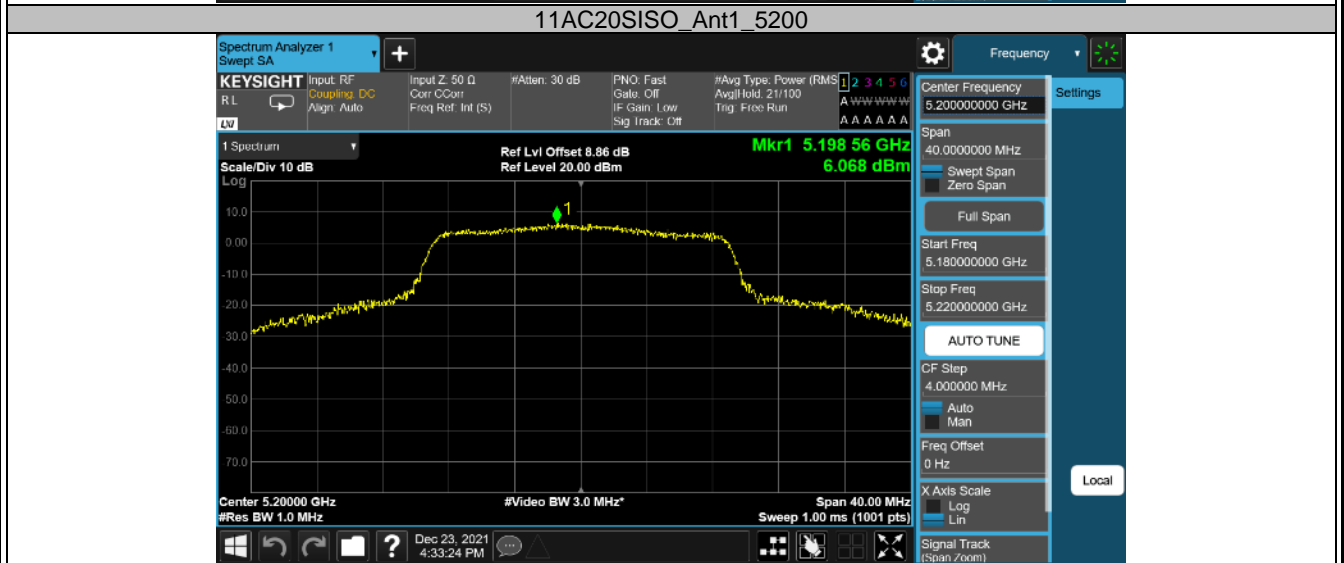 11AC20SISO_Ant1_5200
Spectrum Analyzer 1
Swept SA
+
Frequency
KEYSIGHT
R L
LXI
Input: RF
Coupling: DC
Align: Auto
Input Z: 50 Ω
Corr CCorr
Freq Ref: Int (S)
#Atten: 30 dB
PNO: Fast
Gate: Off
IF Gain: Low
Sig Track: Off
#Avg Type: Power (RMS
Avg|Hold: 21/100
Trig: Free Run
1 2 3 4 5 6
A W W W W W
A A A A A A
Center Frequency
5.200000000 GHz
Settings
1 Spectrum
Scale/Div 10 dB
Ref Lvl Offset 8.86 dB
Ref Level 20.00 dBm
Mkr1 5.198 56 GHz
6.068 dBm
Span
40.0000000 MHz
Swept Span
Zero Span
Full Span
Start Freq
5.180000000 GHz
Stop Freq
5.220000000 GHz
AUTO TUNE
CF Step
4.000000 MHz
Auto
Man
Freq Offset
0 Hz
X Axis Scale
Log
Lin
Signal Track
(Span Zoom)
Local
Log
1
10.0
0.00
-10.0
-20.0
30.0
-40.0
50.0
-60.0
70.0
Center 5.20000 GHz
#Res BW 1.0 MHz
#Video BW 3.0 MHz*
Span 40.00 MHz
Sweep 1.00 ms (1001 pts)
?
Dec 23, 2021
4:33:24 PM